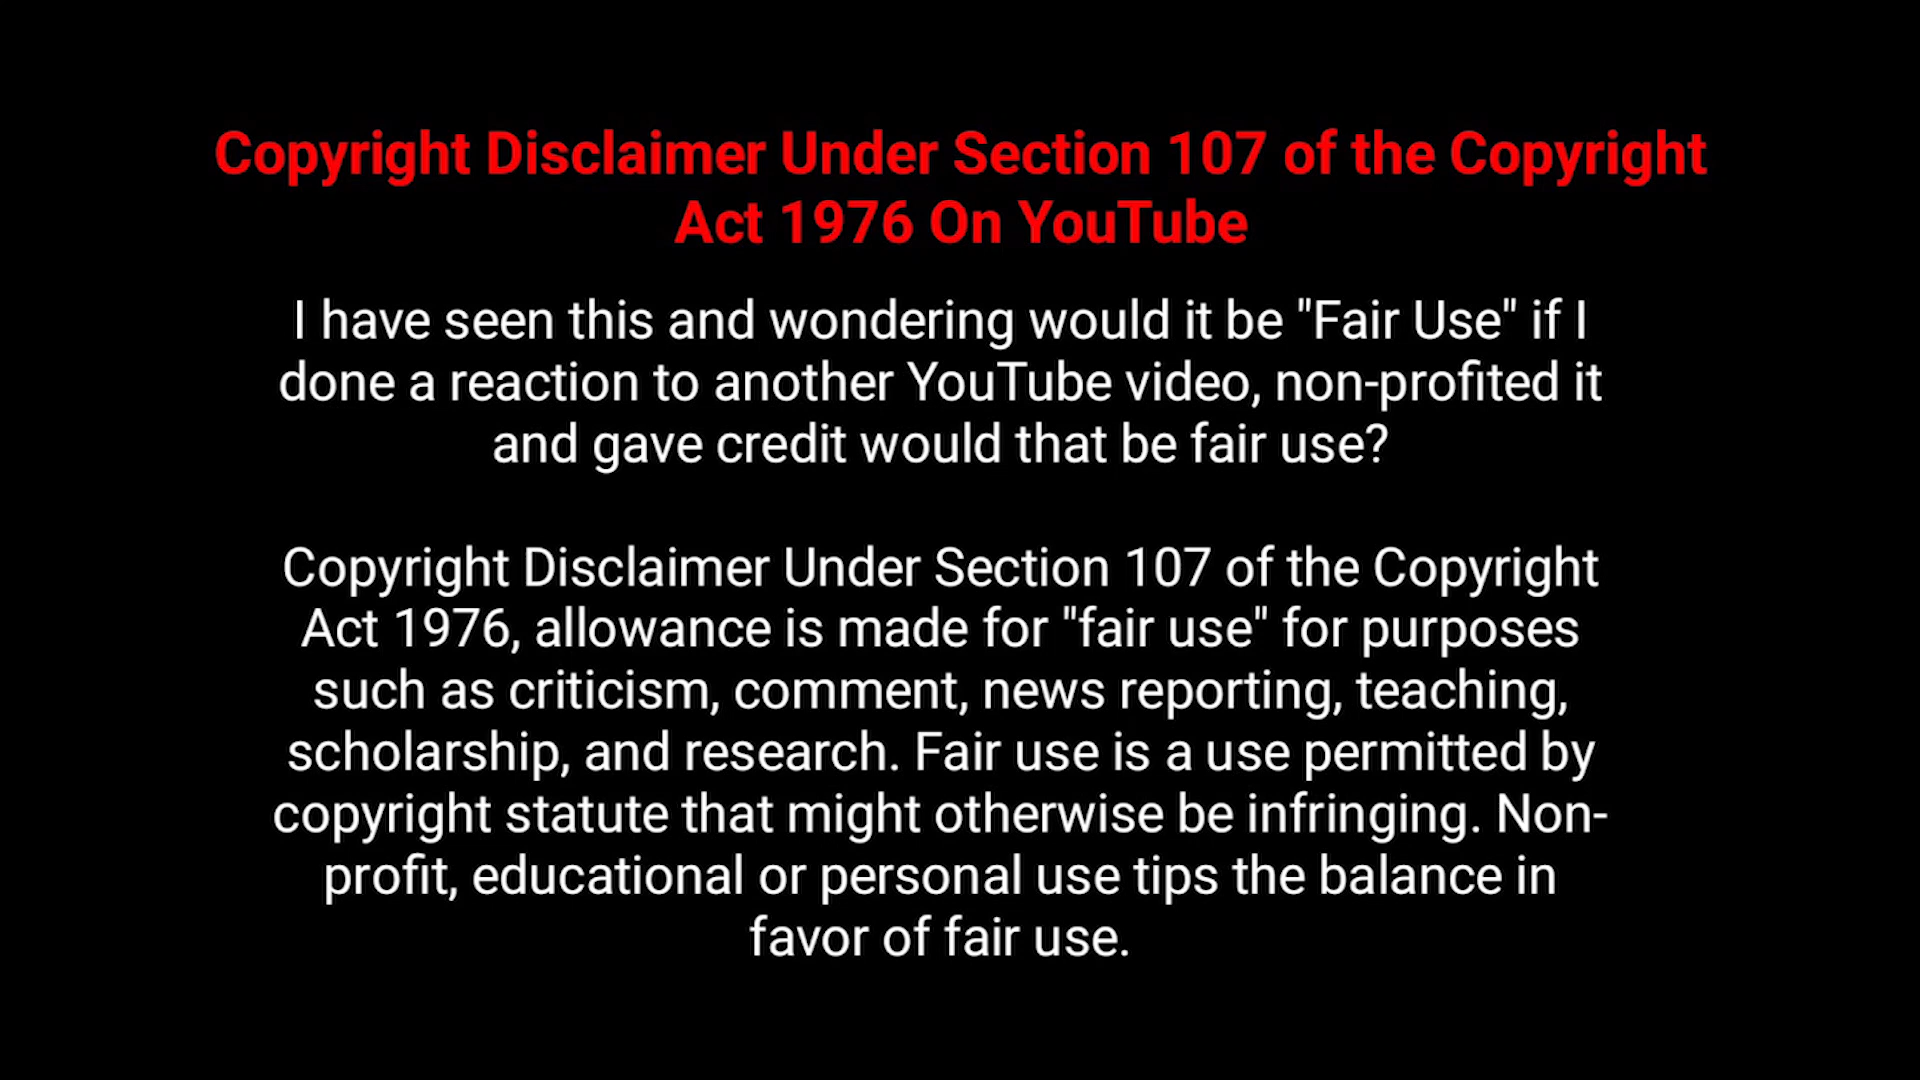 Copyright Disclaimer Under Section 107 of the Copyright
Act 1976 On YouTube
I have seen this and wondering would it be "Fair Use" if I
done a reaction to another YouTube video, non-profited it
and gave credit would that be fair use?
Copyright Disclaimer Under Section 107 of the Copyright
Act 1976, allowance is made for "fair use" for purposes
such as criticism, comment, news reporting, teaching,
scholarship, and research. Fair use is a use permitted by
copyright statute that might otherwise be infringing. Non-
profit, educational or personal use tips the balance in
favor of fair use.